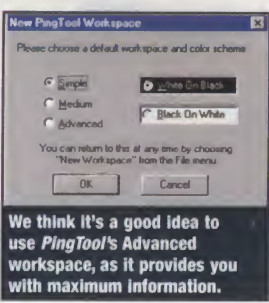 New PingTool Workspace
Please choose a default workspace and color scheme
Simple
White On Black
Medium
Black On White
Advanced
You can return to this at any time by choosing
"New Workspace" from the File menu
OK
Cancel
We think it's a good idea to
use PingTool's Advanced
workspace, as it provides you
with maximum information.